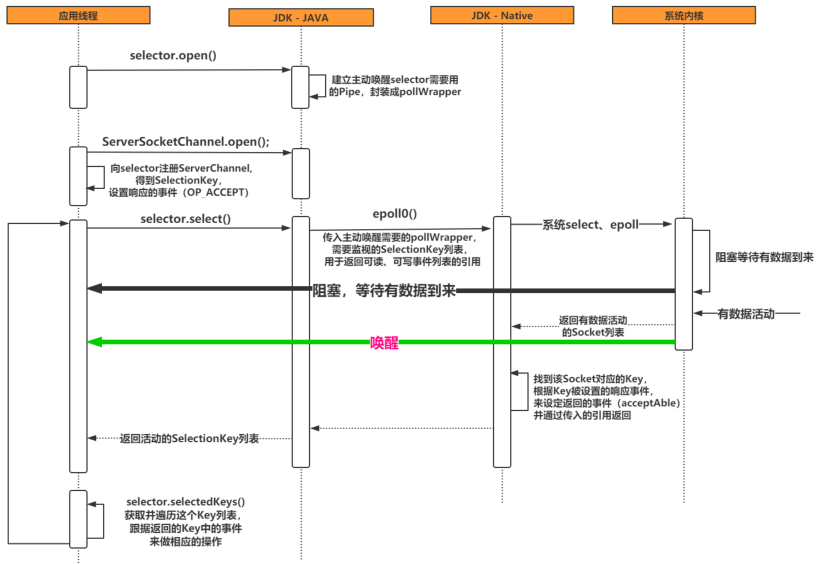 应用线程
JDK - JAVA
JDK - Native
系统内核
selector.open()
建立主动唤醒selector需要用
的Pipe，封装成pollWrapper
ServerSocketChannel.open();
向selector注册ServerChannel,
得到SelectionKey，
设置响应的事件（OP_ACCEPT）
selector.select()
epoll0()
系统select、epoll
传入主动唤醒需要的pollWrapper，
需要监视的SelectionKey列表，
用于返回可读、可写事件列表的引用
阻塞等待有数据到来
阻塞，等待有数据到来
有数据活动
返回有数据活动
的Socket列表
唤醒
找到该Socket对应的Key，
根据Key被设置的响应事件，
来设定返回的事件（acceptAble）
并通过传入的引用返回
返回活动的SelectionKey列表
selector.selectedKeys()
获取并遍历这个Key列表，
跟据返回的Key中的事件
来做相应的操作